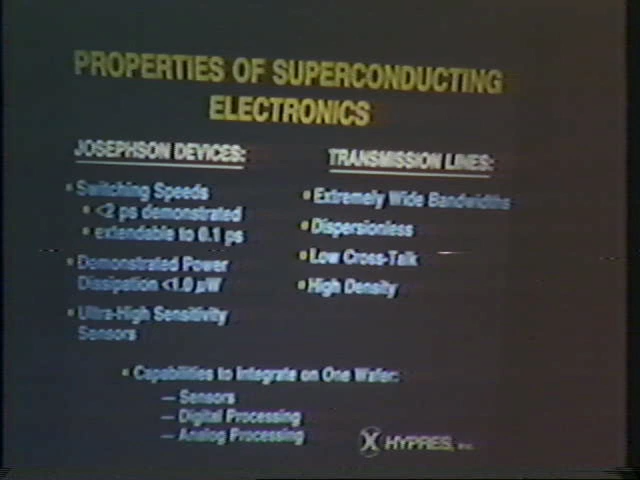 PROPERTIES OF SUPERCONDUCTING
ELECTRONICS
JOSEPHSON DEVICES:
• Switching Speeds
• <2 ps demonstrated
• extendable to 0.1 ps
• Demonstrated Power
Dissipation <1.0 µW
• Ultra-High Sensitivity
Sensors
TRANSMISSION LINES:
• Extremely Wide Bandwidths
• Dispersionless
• Low Cross-Talk
• High Density
• Capabilities to Integrate on One Wafer:
— Sensors
— Digital Processing
— Analog Processing
HYPRES, Inc.